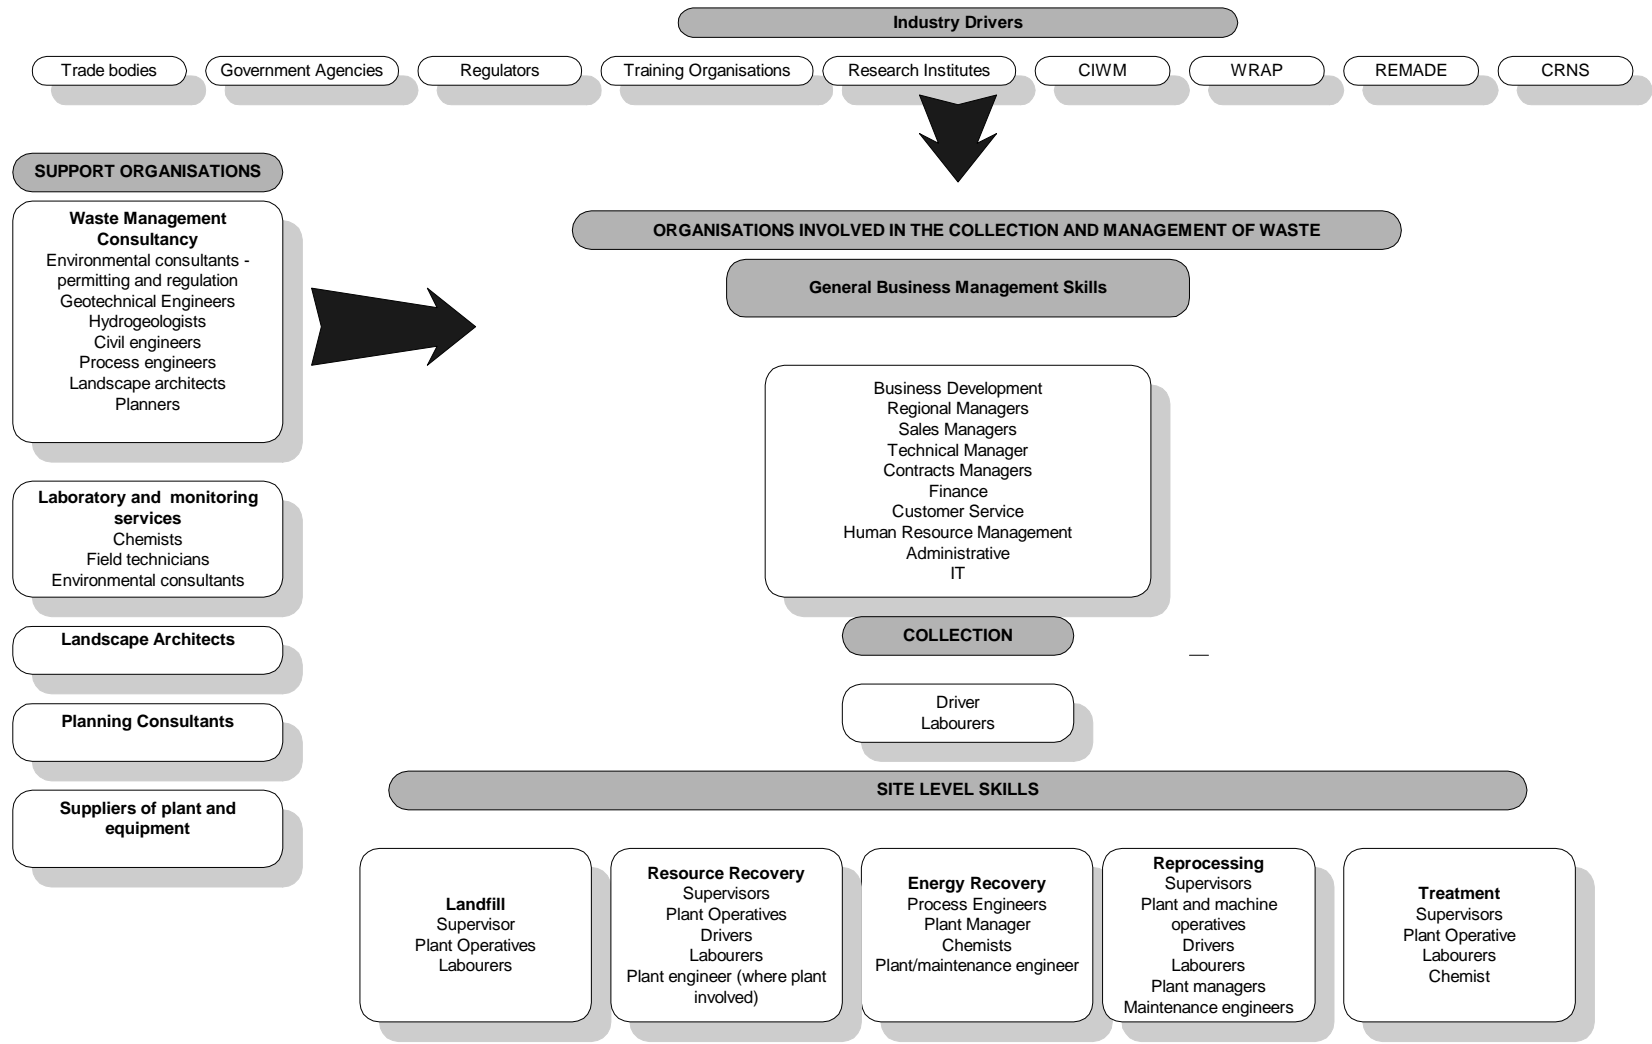 Industry Drivers
Trade bodies
Government Agencies
Regulators
Training Organisations
Research Institutes
CIWM
WRAP
REMADE
CRNS
SUPPORT ORGANISATIONS
Waste Management
Consultancy
Environmental consultants -
permitting and regulation
Geotechnical Engineers
Hydrogeologists
Civil engineers
Process engineers
Landscape architects
Planners
Laboratory and monitoring
services
Chemists
Field technicians
Environmental consultants
Landscape Architects
Planning Consultants
Suppliers of plant and
equipment
ORGANISATIONS INVOLVED IN THE COLLECTION AND MANAGEMENT OF WASTE
General Business Management Skills
Business Development
Regional Managers
Sales Managers
Technical Manager
Contracts Managers
Finance
Customer Service
Human Resource Management
Administrative
IT
COLLECTION
Driver
Labourers
SITE LEVEL SKILLS
Landfill
Supervisor
Plant Operatives
Labourers
Resource Recovery
Supervisors
Plant Operatives
Drivers
Labourers
Plant engineer (where plant
involved)
Energy Recovery
Process Engineers
Plant Manager
Chemists
Plant/maintenance engineer
Reprocessing
Supervisors
Plant and machine
operatives
Drivers
Labourers
Plant managers
Maintenance engineers
Treatment
Supervisors
Plant Operative
Labourers
Chemist